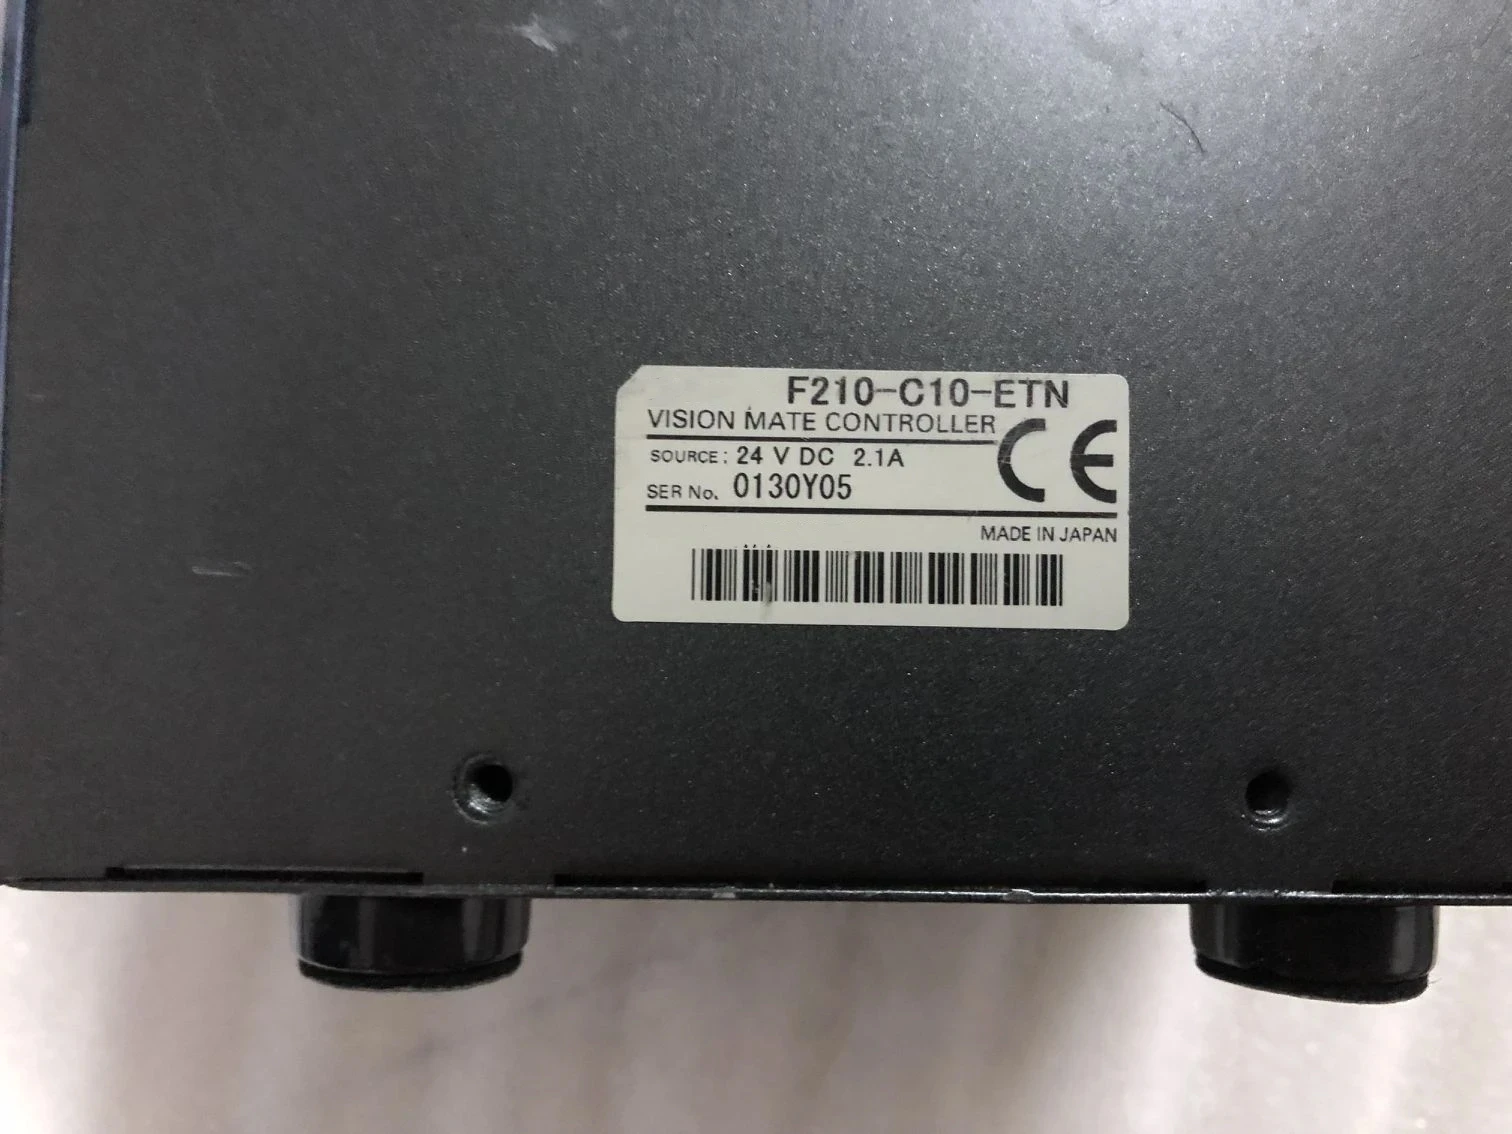 F210-C10-ETN
VISION MATE CONTROLLER
CE
SOURCE: 24 V DC 2.1A
SER No. 0130Y05
MADE IN JAPAN